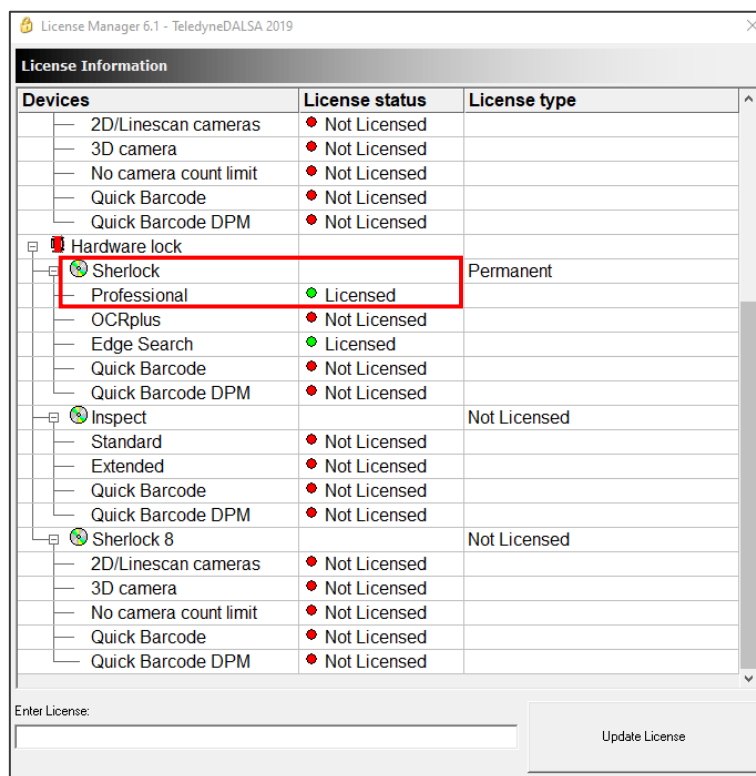 License Manager 6.1 - TeledyneDALSA 2019
License Information
Devices License status License type
2D/Linescan cameras Not Licensed
3D camera Not Licensed
No camera count limit Not Licensed
Quick Barcode Not Licensed
Quick Barcode DPM Not Licensed
Hardware lock
Sherlock Permanent
Professional Licensed
OCRplus Not Licensed
Edge Search Licensed
Quick Barcode Not Licensed
Quick Barcode DPM Not Licensed
Inspect Not Licensed
Standard Not Licensed
Extended Not Licensed
Quick Barcode Not Licensed
Quick Barcode DPM Not Licensed
Sherlock 8 Not Licensed
2D/Linescan cameras Not Licensed
3D camera Not Licensed
No camera count limit Not Licensed
Quick Barcode Not Licensed
Quick Barcode DPM Not Licensed
Enter License:
Update License